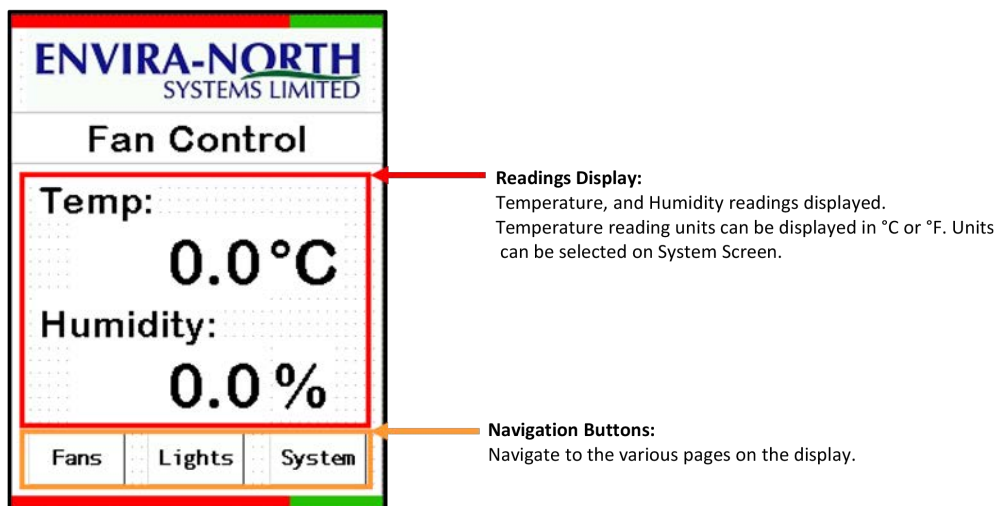 ENVIRA-NORTH
SYSTEMS LIMITED
Fan Control
Temp:
0.0°C
Humidity:
0.0%
Fans
Lights
System
Readings Display:
Temperature, and Humidity readings displayed.
Temperature reading units can be displayed in °C or °F. Units
can be selected on System Screen.
Navigation Buttons:
Navigate to the various pages on the display.